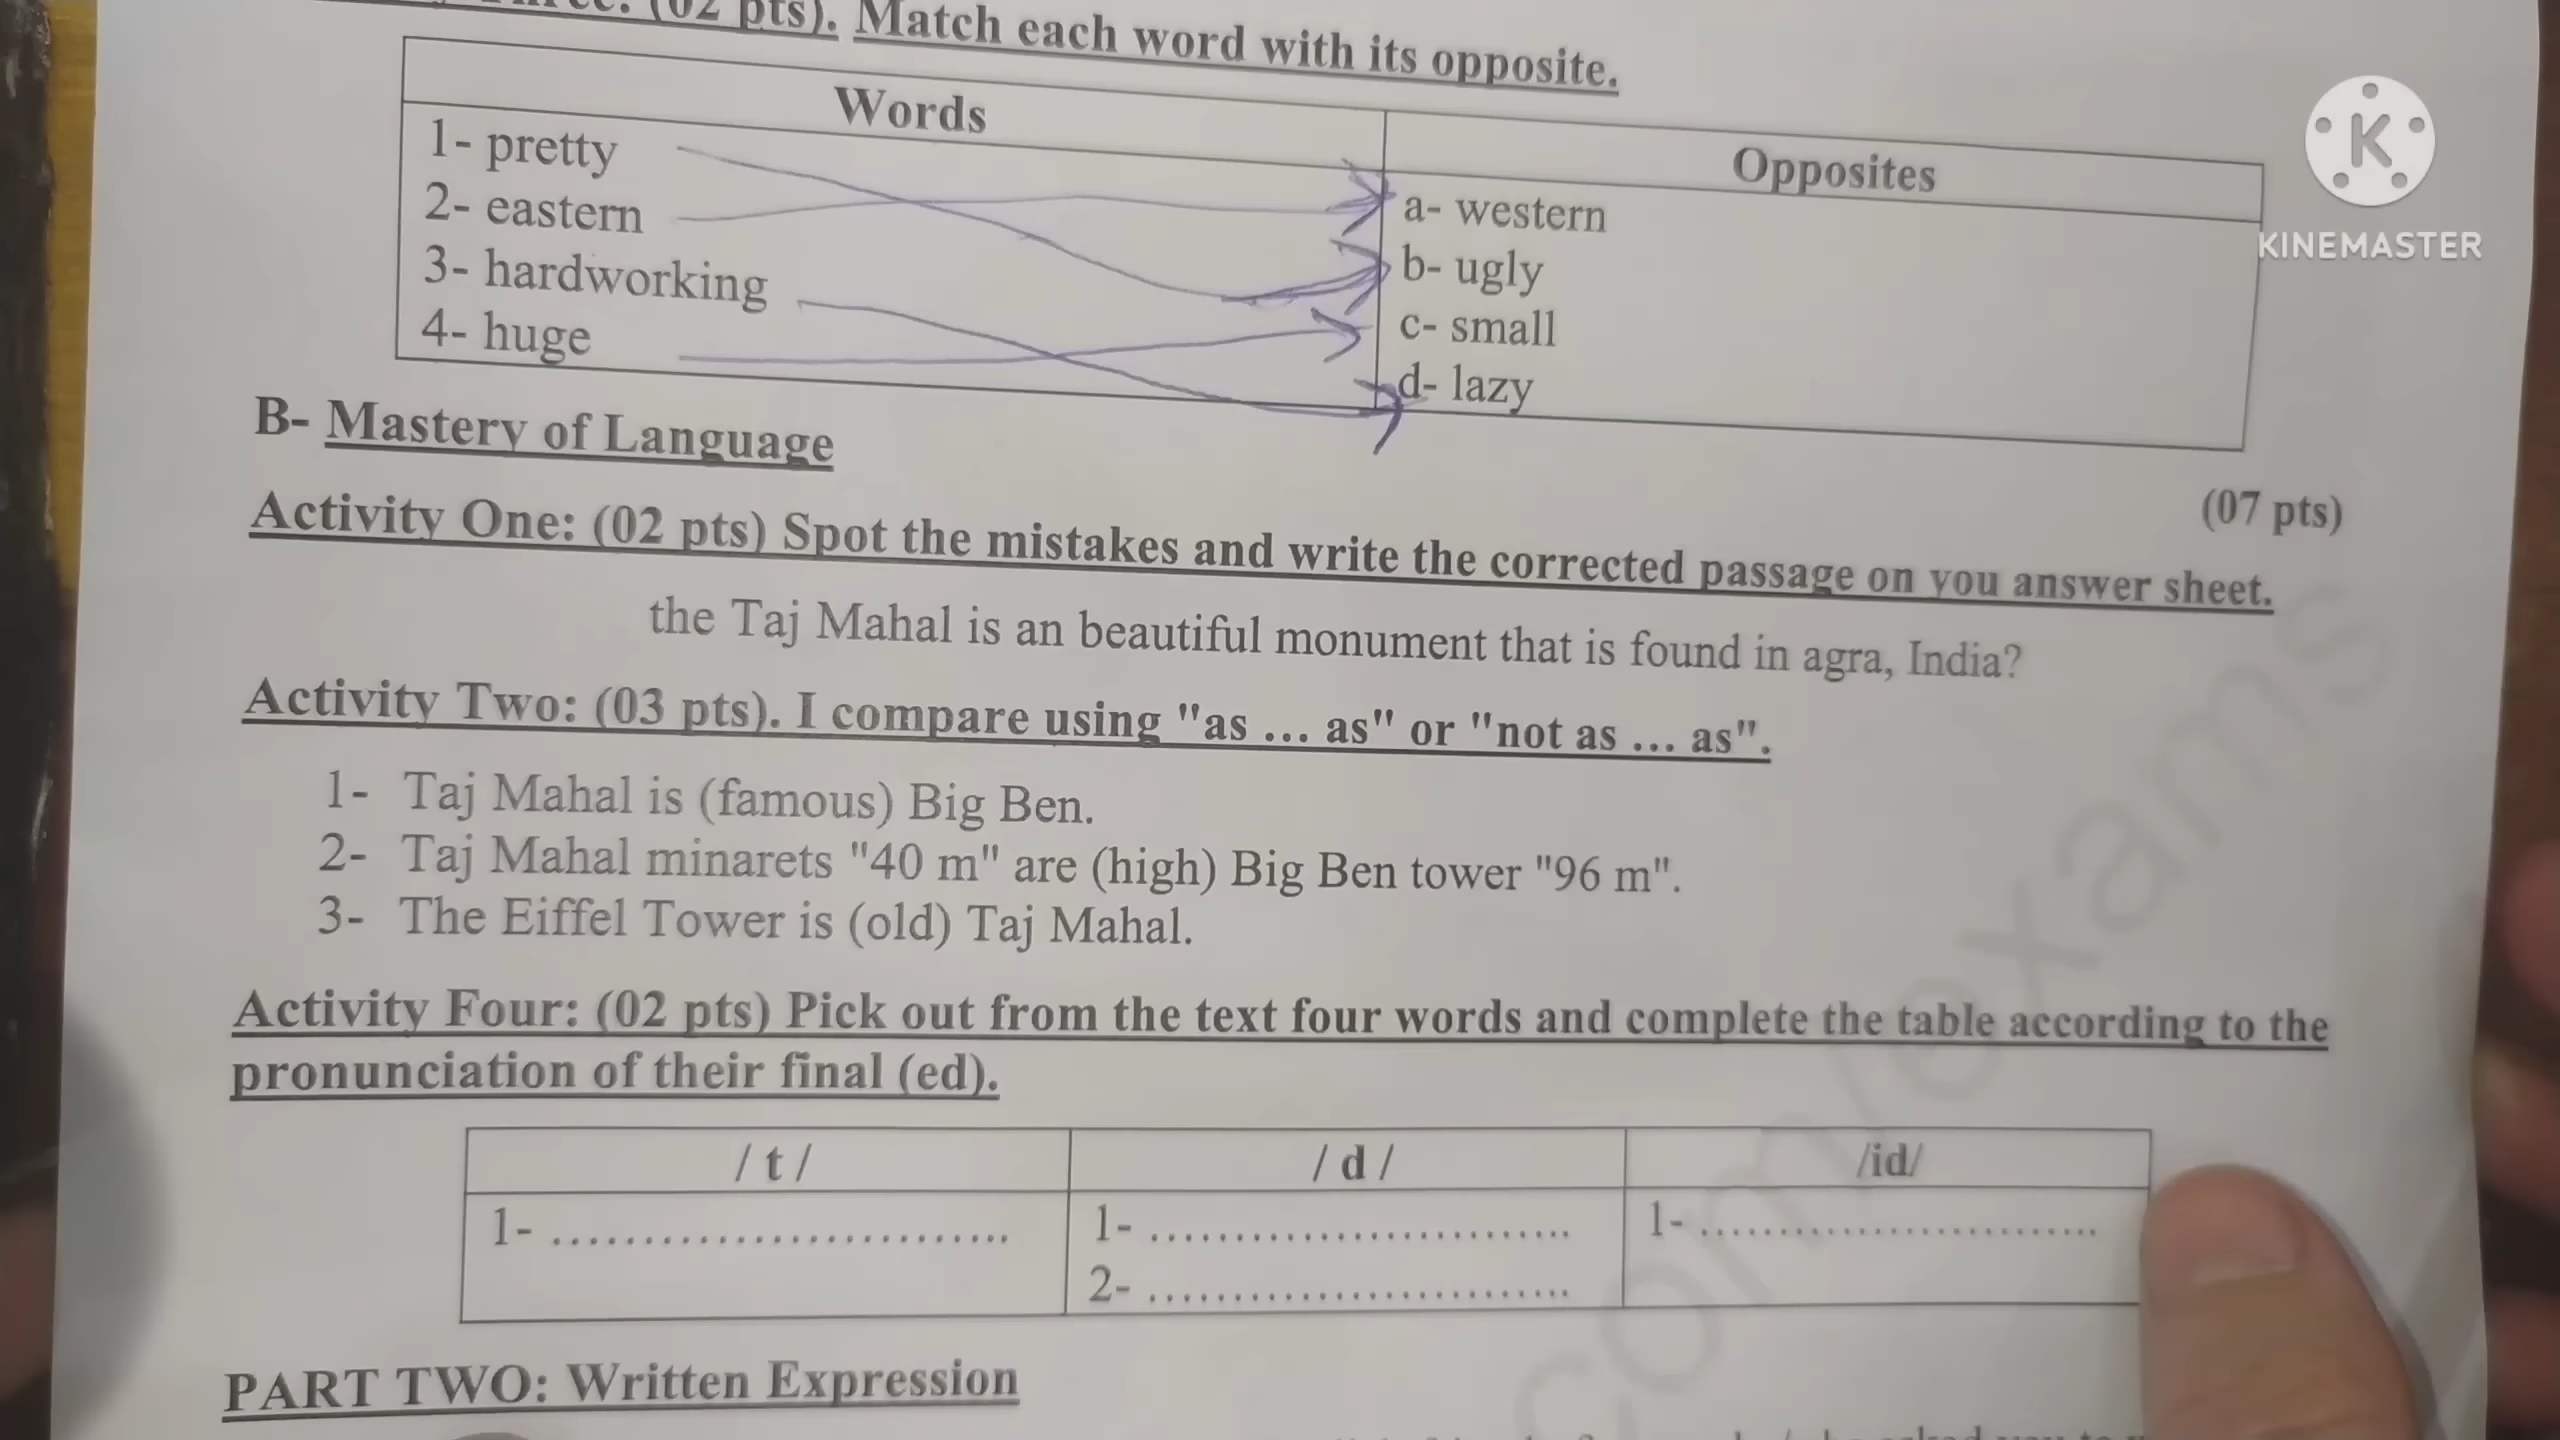 (02 pts). Match each word with its opposite.
Words
Opposites
1- pretty
2- eastern
3- hardworking
4- huge
a- western
b- ugly
c- small
d- lazy
K
KINEMASTER
B- Mastery of Language
(07 pts)
Activity One: (02 pts) Spot the mistakes and write the corrected passage on you answer sheet.
the Taj Mahal is an beautiful monument that is found in agra, India?
Activity Two: (03 pts). I compare using "as ... as" or "not as ... as".
1- Taj Mahal is (famous) Big Ben.
2- Taj Mahal minarets "40 m" are (high) Big Ben tower "96 m".
3- The Eiffel Tower is (old) Taj Mahal.
Activity Four: (02 pts) Pick out from the text four words and complete the table according to the
pronunciation of their final (ed).
/ t /
/ d /
/id/
1- ..........................
1- ..........................
2- ..........................
1- ..........................
PART TWO: Written Expression
com/exams